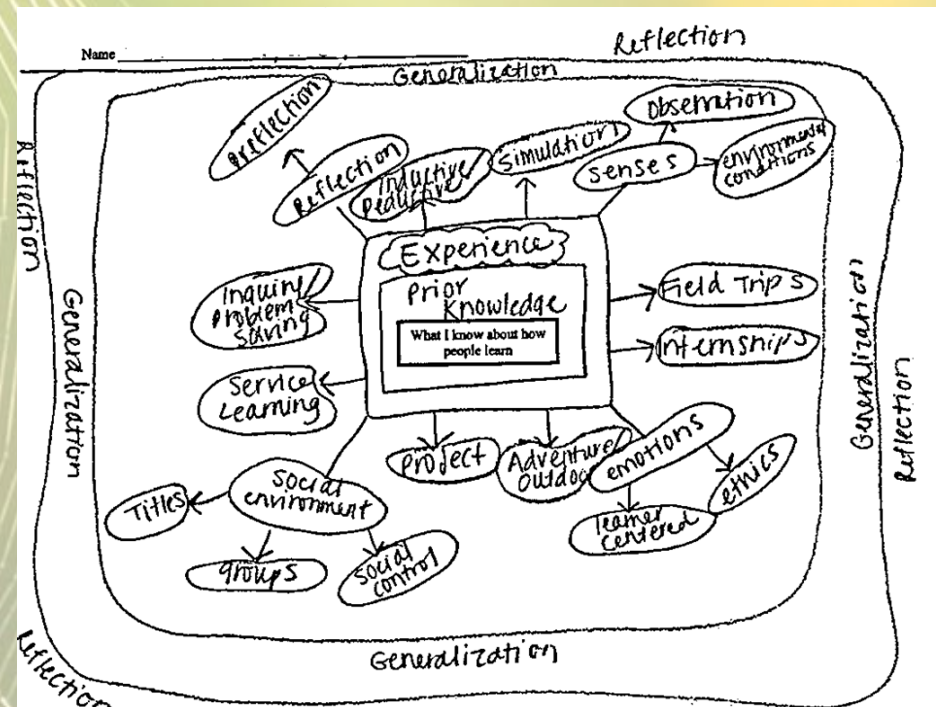 Name
Reflection
Generalization
Prreflection
Reflection
Inductive/
Deductive
Simulation
Observation
Senses
environmental
conditions
Reflection
Generalization
Experience
Prior
Knowledge
What I know about how
people learn
Inquiry/
Problem
Solving
Service
Learning
Field Trips
Internships
Generalization
Reflection
Project
Adventure/
Outdoo
emotions
ethics
learner
centered
Social
environment
Titles
groups
social
control
Generalization
Reflection